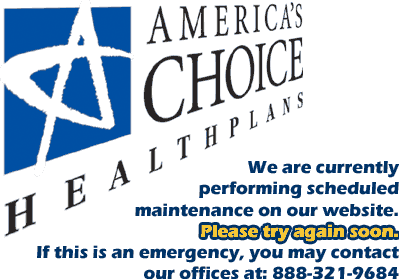 AMERICA'S
CHOICE
HEALTHPLANS
We are currently
performing scheduled
maintenance on our website.
Please try again soon.
If this is an emergency, you may contact
our offices at: 888-321-9684